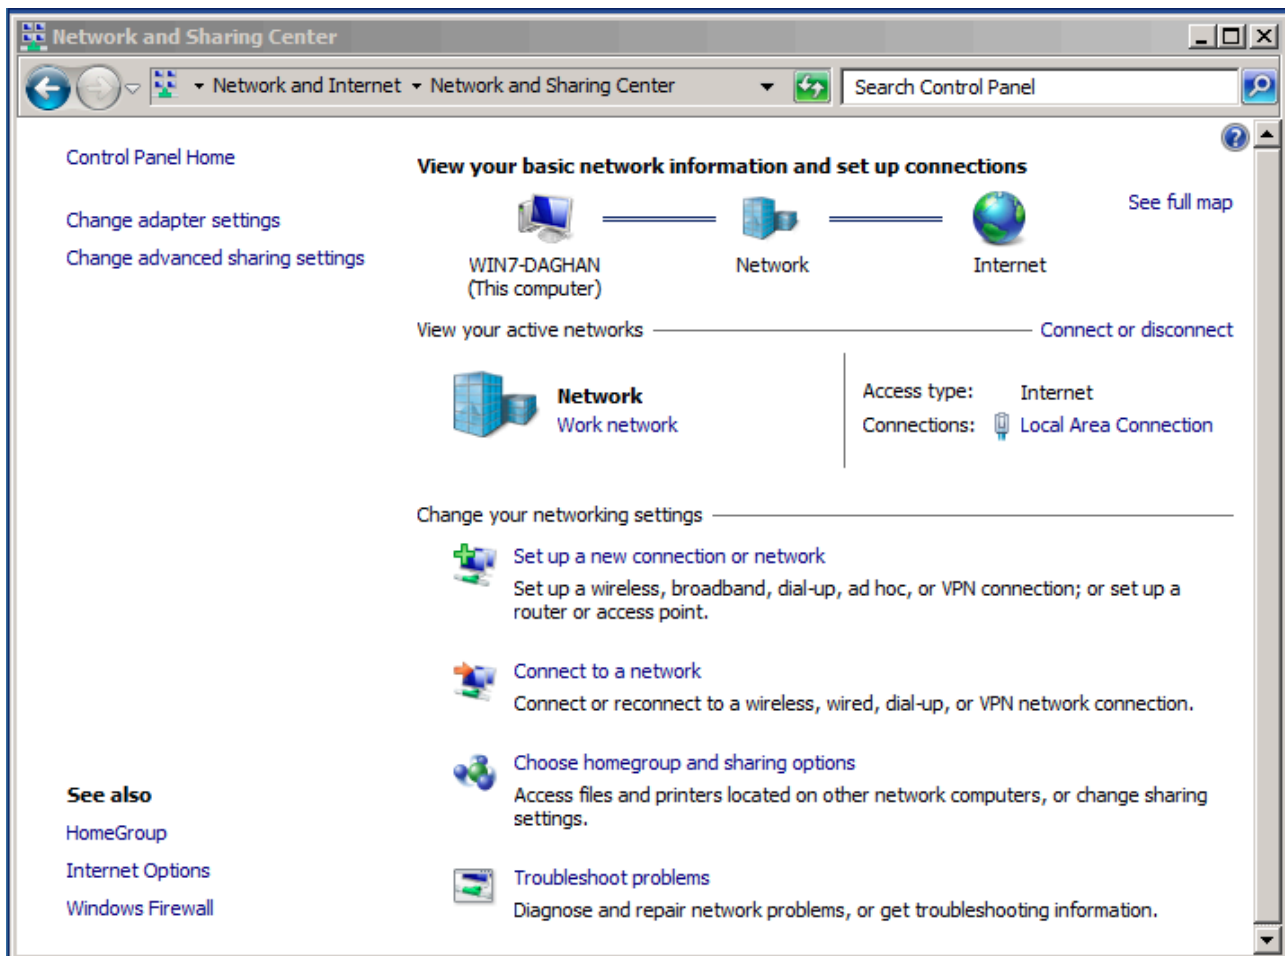 Network and Sharing Center
Network and Internet
Network and Sharing Center
Search Control Panel
Control Panel Home
Change adapter settings
Change advanced sharing settings
See also
HomeGroup
Internet Options
Windows Firewall
View your basic network information and set up connections
See full map
WIN7-DAGHAN
(This computer)
Network
Internet
View your active networks
Connect or disconnect
Network
Work network
Access type: Internet
Connections: Local Area Connection
Change your networking settings
Set up a new connection or network
Set up a wireless, broadband, dial-up, ad hoc, or VPN connection; or set up a
router or access point.
Connect to a network
Connect or reconnect to a wireless, wired, dial-up, or VPN network connection.
Choose homegroup and sharing options
Access files and printers located on other network computers, or change sharing
settings.
Troubleshoot problems
Diagnose and repair network problems, or get troubleshooting information.